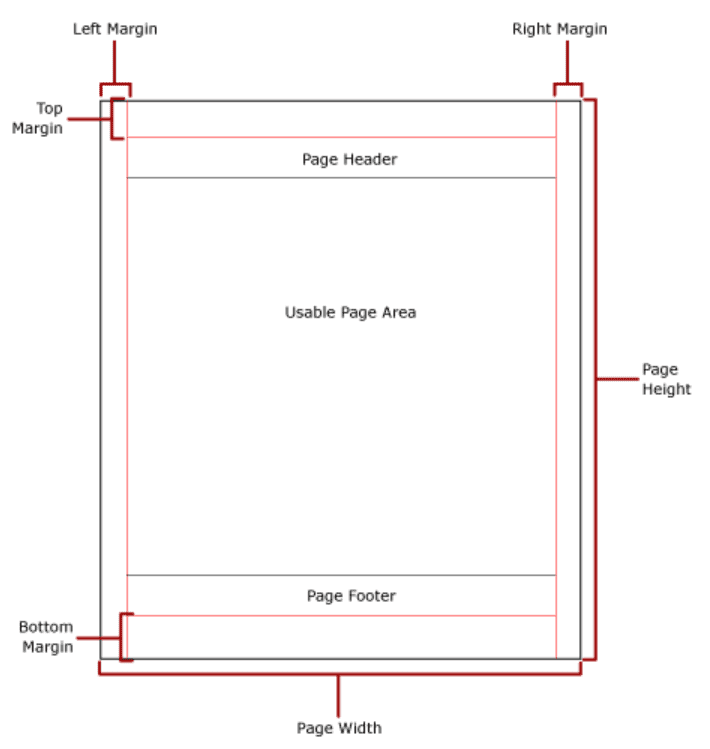 Left Margin
Right Margin
Top
Margin
Page Header
Usable Page Area
Page
Height
Page Footer
Bottom
Margin
Page Width